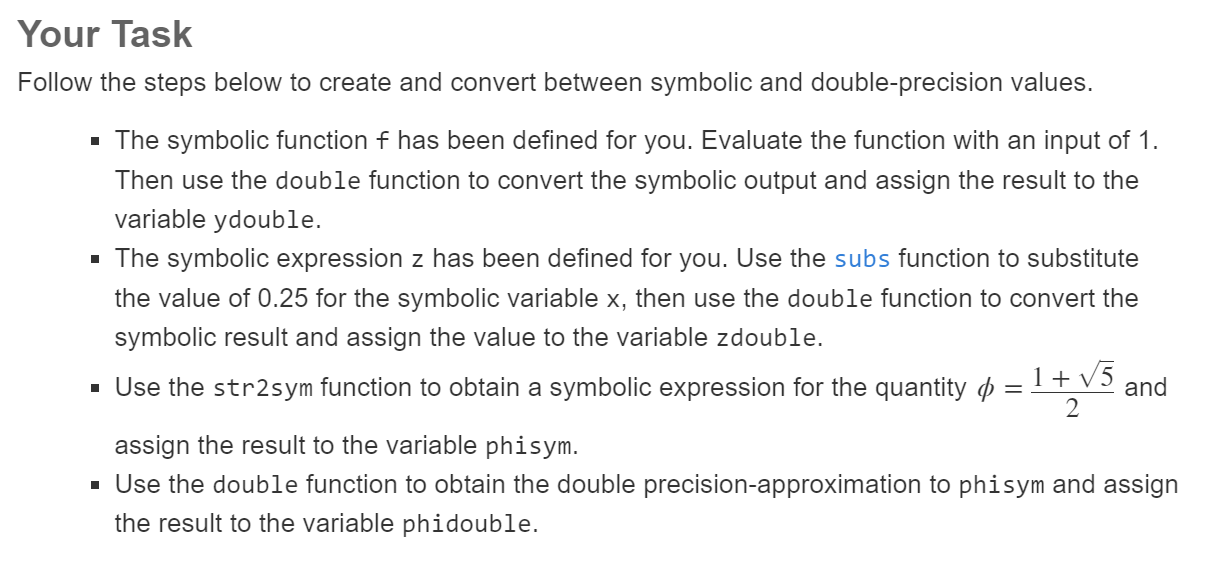 Your Task
Follow the steps below to create and convert between symbolic and double-precision values.
▪ The symbolic function f has been defined for you. Evaluate the function with an input of 1.
Then use the double function to convert the symbolic output and assign the result to the
variable ydouble.
▪ The symbolic expression z has been defined for you. Use the subs function to substitute
the value of 0.25 for the symbolic variable x, then use the double function to convert the
symbolic result and assign the value to the variable zdouble.
▪ Use the str2sym function to obtain a symbolic expression for the quantity ϕ = (1 + √5)/2 and
assign the result to the variable phisym.
▪ Use the double function to obtain the double precision-approximation to phisym and assign
the result to the variable phidouble.